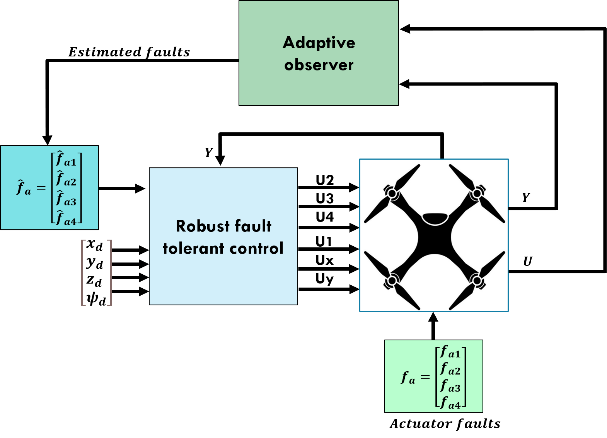 Adaptive
observer
Estimated faults
Y
f̂a = [f̂a1
f̂a2
f̂a3
f̂a4]
Robust fault
tolerant control
U2
U3
U4
U1
Ux
Uy
Y
U
[xd
yd
zd
ψd]
fa = [fa1
fa2
fa3
fa4]
Actuator faults